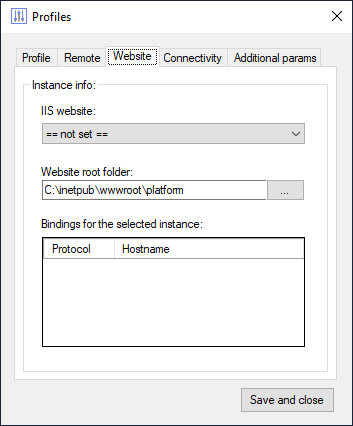 Profiles
Profile Remote Website Connectivity Additional params
Instance info:
IIS website:
== not set ==
Website root folder:
C:\inetpub\wwwroot\platform ...
Bindings for the selected instance:
Protocol Hostname
Save and close